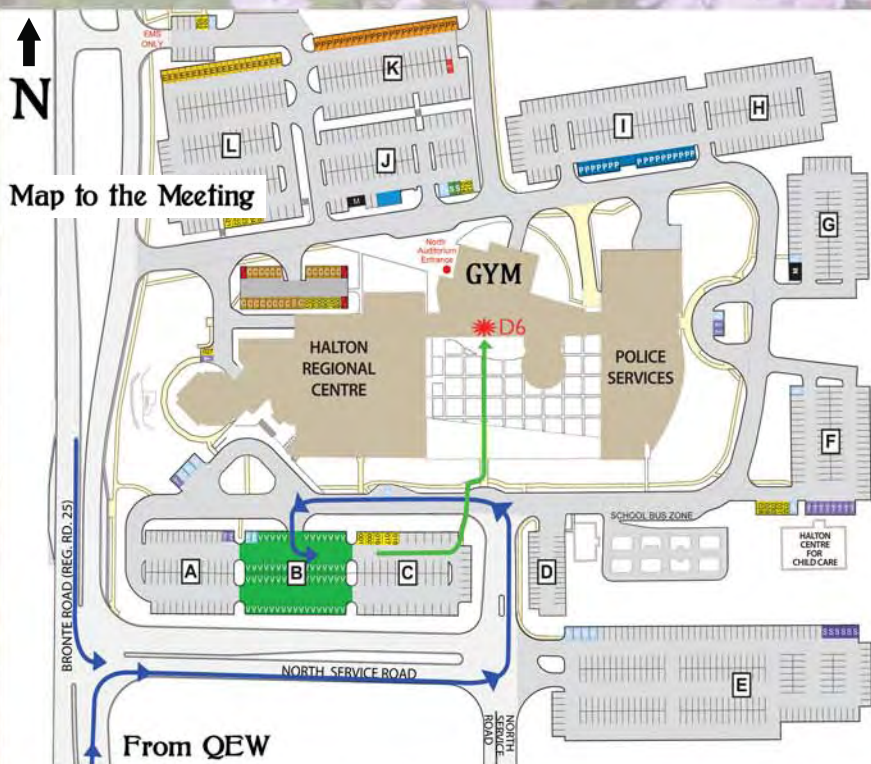 EMS
ONLY
N
K
L
J
I
H
Map to the Meeting
M
S S
P P P P P P P P P P P P P P P P
G
M
North
Auditorium
Entrance
GYM
D6
HALTON
REGIONAL
CENTRE
POLICE
SERVICES
F
SCHOOL BUS ZONE
HALTON
CENTRE
FOR
CHILD CARE
A
B
C
D
BRONTE ROAD (REG. RD. 25)
NORTH SERVICE ROAD
SSSSSS
E
NORTH
SERVICE
ROAD
From QEW